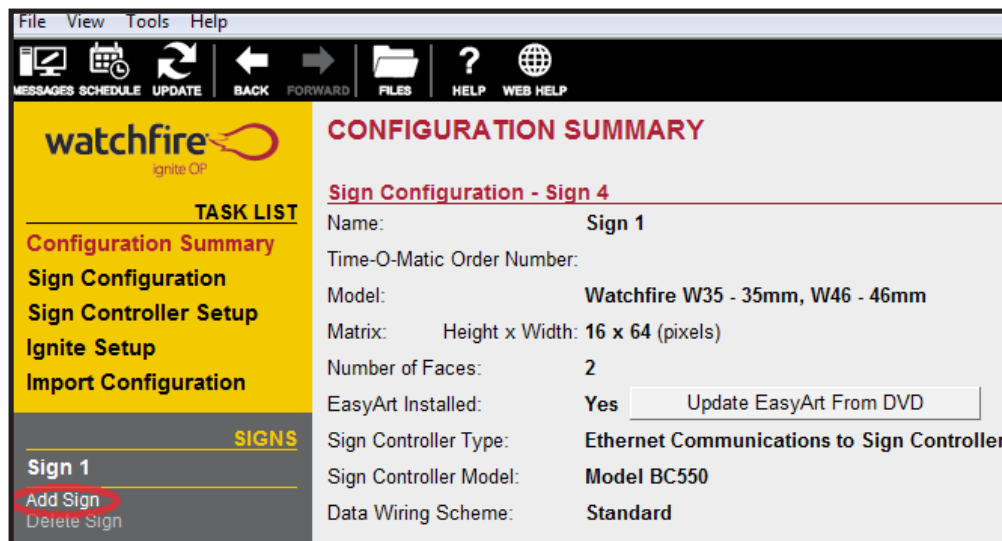 File View Tools Help
MESSAGES SCHEDULE UPDATE BACK FORWARD FILES HELP WEB HELP
watchfire
ignite OP
TASK LIST
Configuration Summary
Sign Configuration
Sign Controller Setup
Ignite Setup
Import Configuration
SIGNS
Sign 1
Add Sign
Delete Sign
CONFIGURATION SUMMARY
Sign Configuration - Sign 4
Name: Sign 1
Time-O-Matic Order Number:
Model: Watchfire W35 - 35mm, W46 - 46mm
Matrix: Height x Width: 16 x 64 (pixels)
Number of Faces: 2
EasyArt Installed: Yes Update EasyArt From DVD
Sign Controller Type: Ethernet Communications to Sign Controller
Sign Controller Model: Model BC550
Data Wiring Scheme: Standard